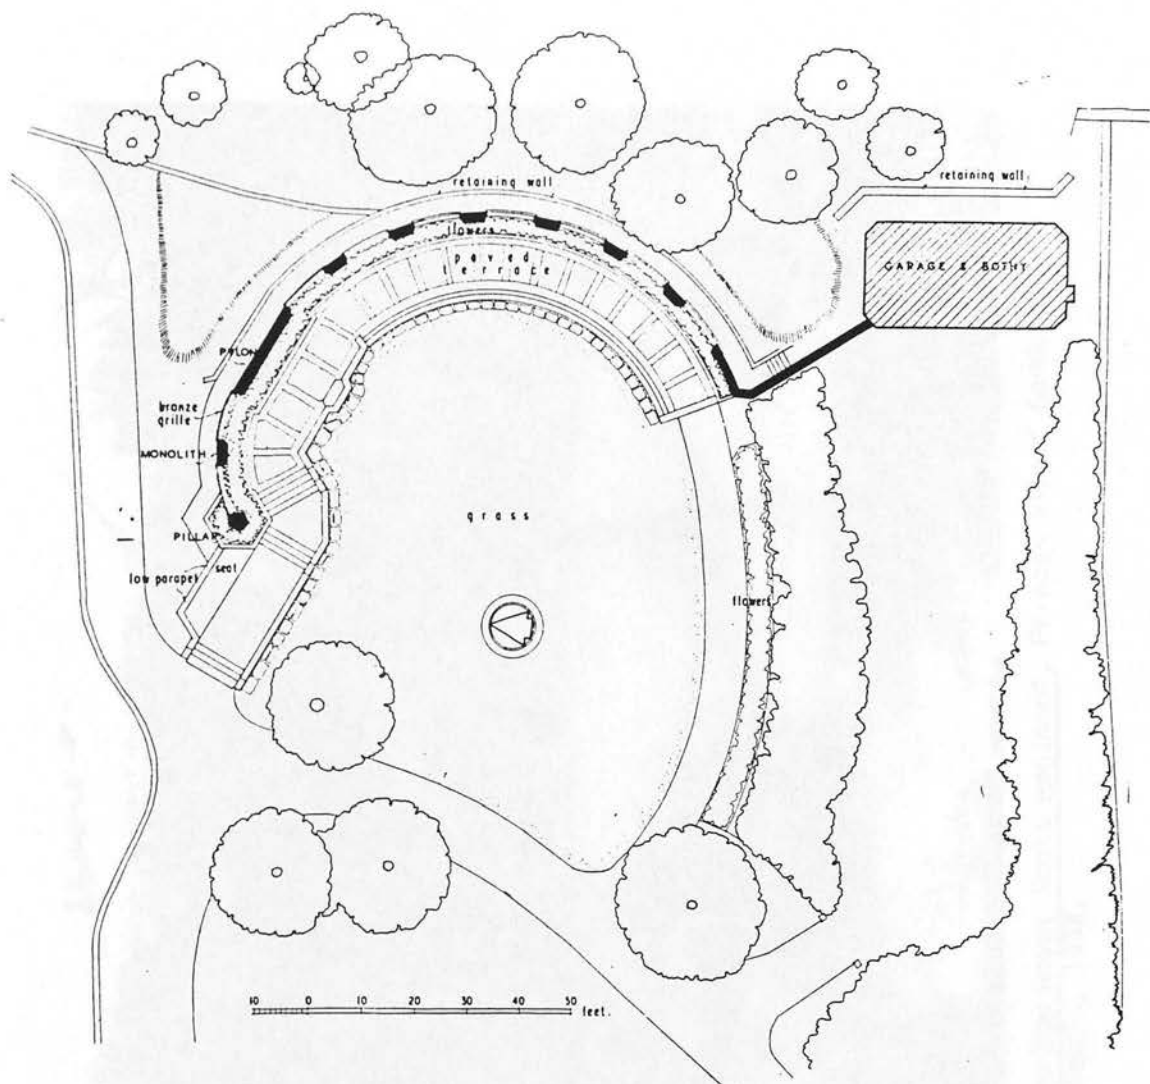 retaining wall
retaining wall
flowers
paved
terrace
GARAGE & BOTHY
PYLON
bronze
grille
MONOLITH
grass
PILLAR
seat
low parapet
flowers
10 0 10 20 30 40 50 feet.